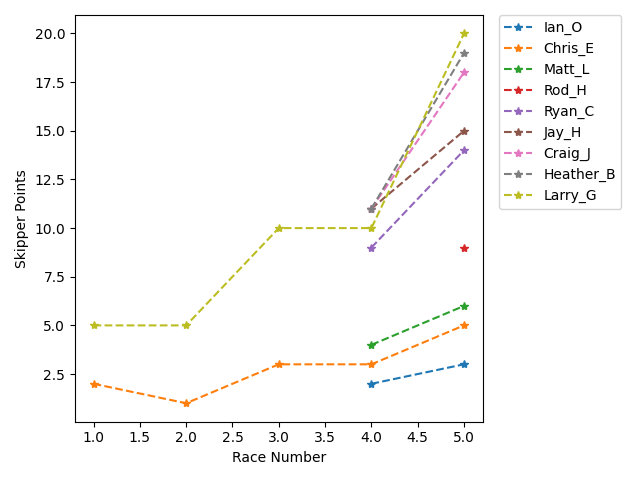 20.0
17.5
15.0
12.5
10.0
7.5
5.0
2.5
Skipper Points
1.0 1.5 2.0 2.5 3.0 3.5 4.0 4.5 5.0
Race Number
Ian_O
Chris_E
Matt_L
Rod_H
Ryan_C
Jay_H
Craig_J
Heather_B
Larry_G